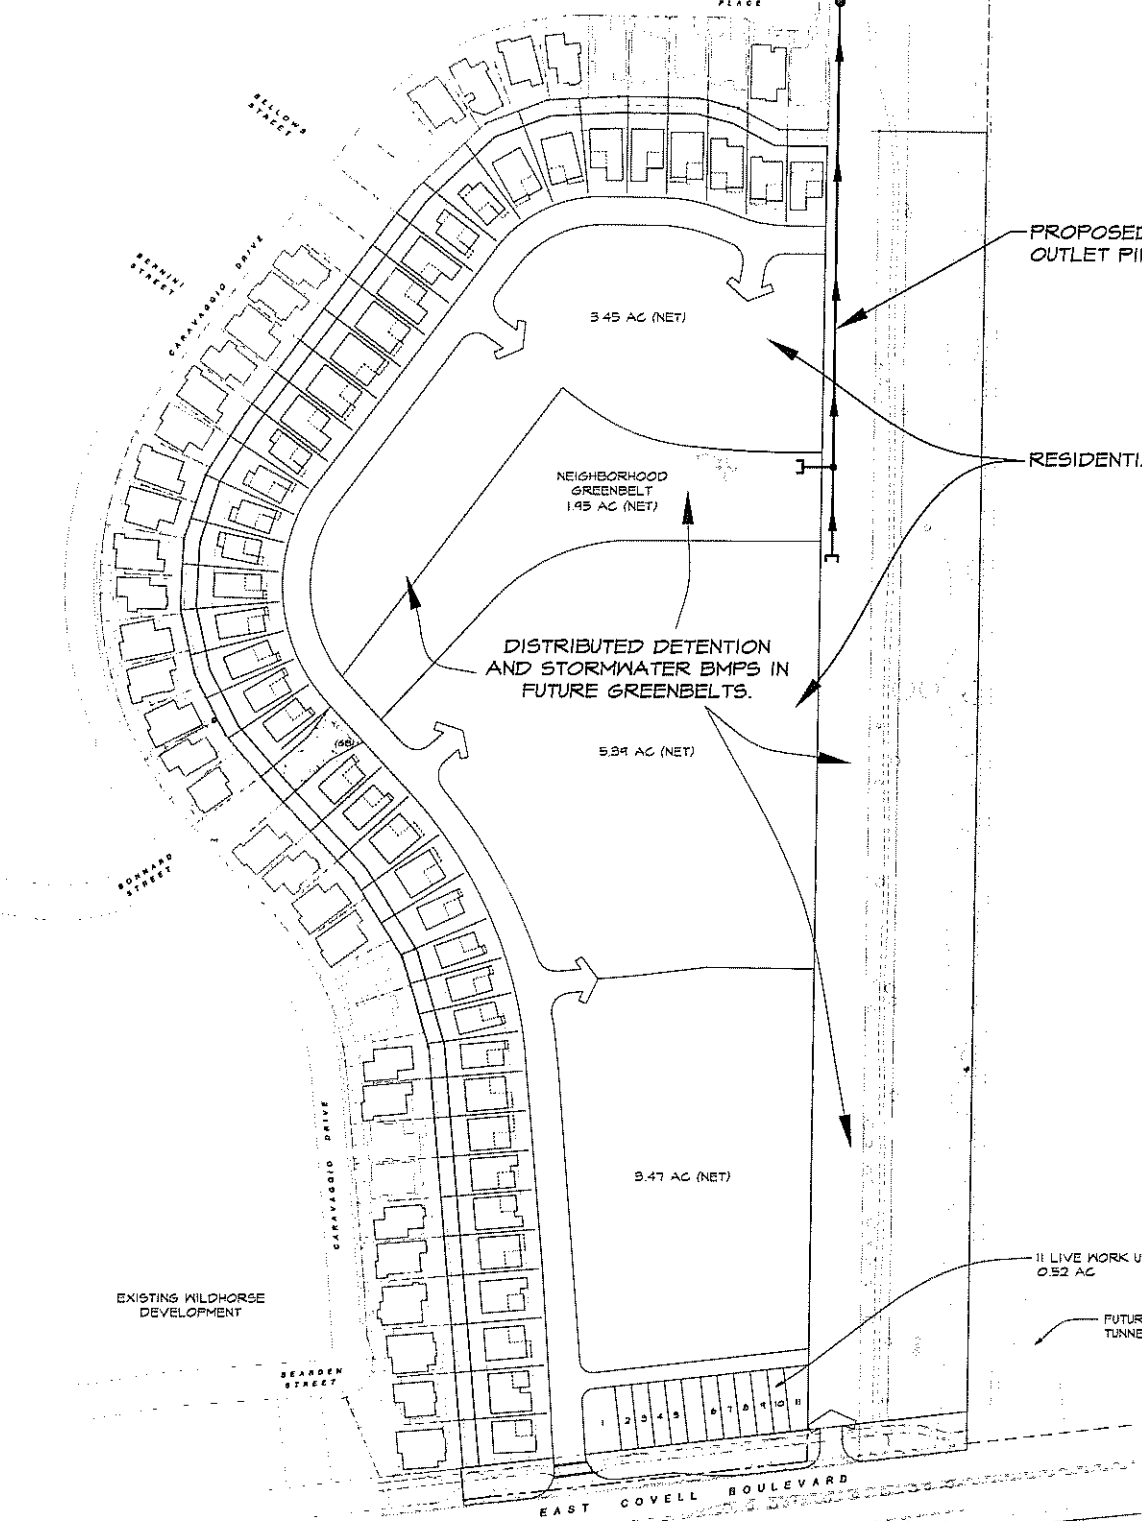 PLACE
BELLOWS
STREET
BERNINI
STREET
CARAVAGGIO DRIVE
PROPOSED
OUTLET PI
3.45 AC (NET)
RESIDENTI
NEIGHBORHOOD
GREENBELT
1.95 AC (NET)
DISTRIBUTED DETENTION
AND STORMWATER BMPS IN
FUTURE GREENBELTS.
(GB)
5.39 AC (NET)
BONNARD
STREET
CARAVAGGIO DRIVE
3.47 AC (NET)
11 LIVE WORK U
0.52 AC
EXISTING WILDHORSE
DEVELOPMENT
FUTUR
TUNNE
BEARDEN
STREET
1 2 3 4 5 6 7 8 9 10 11
EAST COVELL BOULEVARD